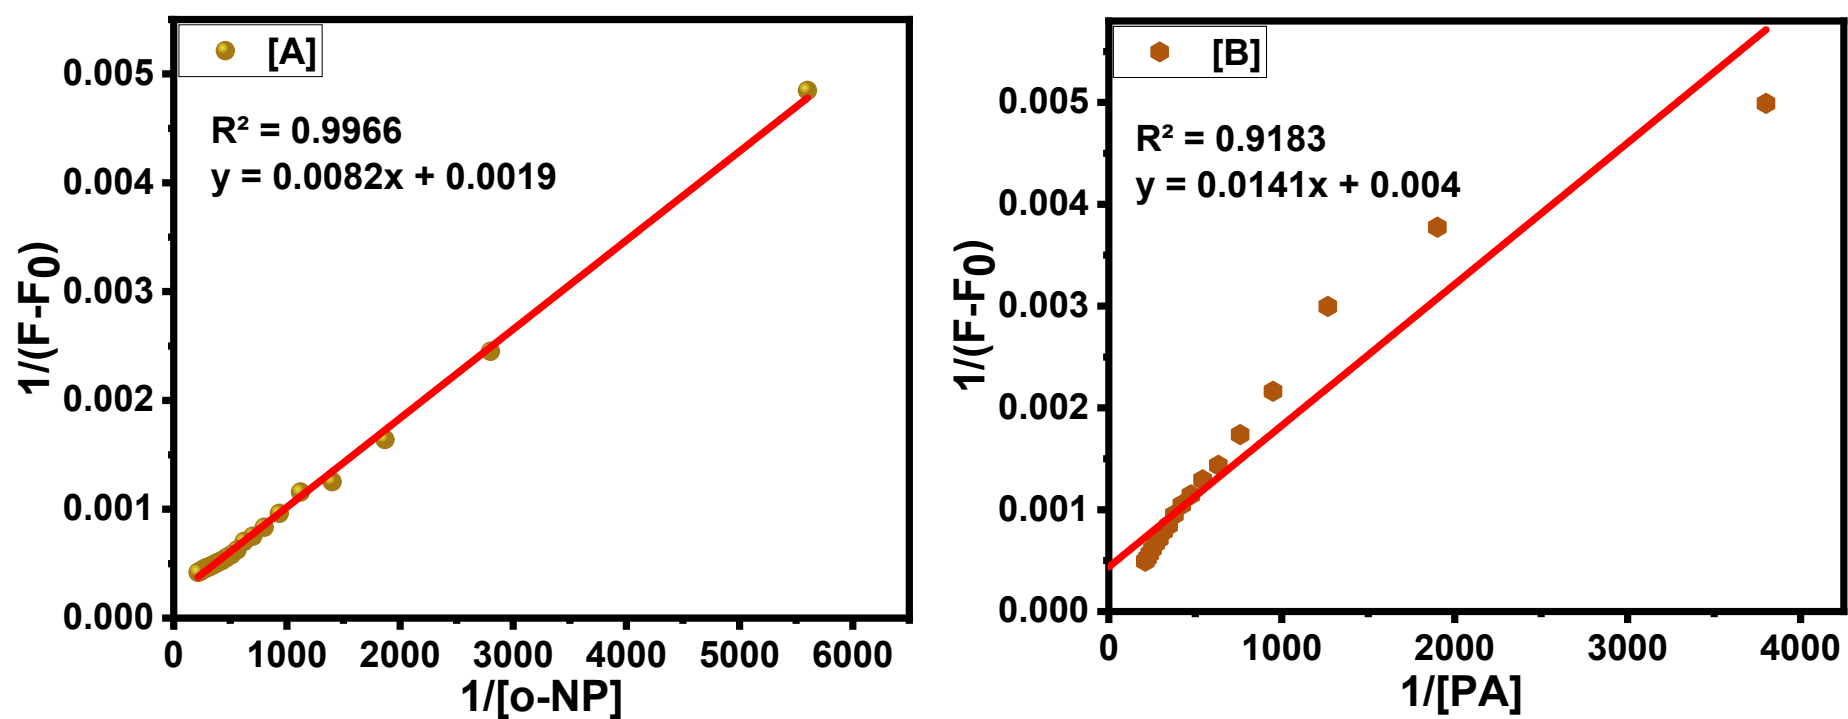 [A]
R² = 0.9966
y = 0.0082x + 0.0019
0.005
0.004
0.003
0.002
0.001
0.000
1/(F-F0)
0 1000 2000 3000 4000 5000 6000
1/[o-NP]
[B]
R² = 0.9183
y = 0.0141x + 0.004
0.005
0.004
0.003
0.002
0.001
0.000
1/(F-F0)
0 1000 2000 3000 4000
1/[PA]